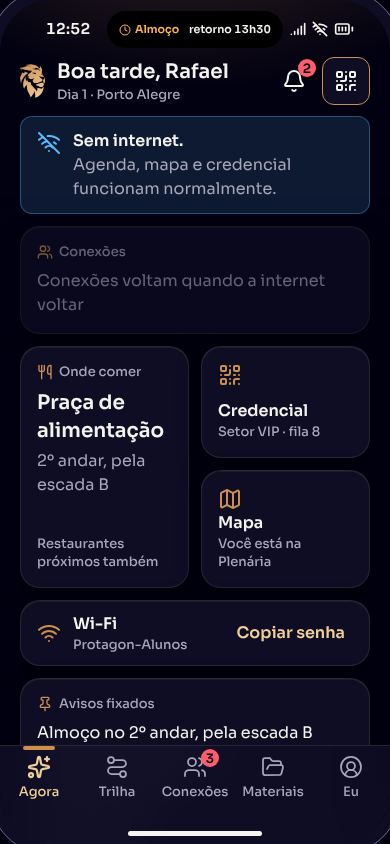 12:52
Almoço retorno 13h30
Boa tarde, Rafael
Dia 1 · Porto Alegre
2
Sem internet.
Agenda, mapa e credencial
funcionam normalmente.
Conexões
Conexões voltam quando a internet
voltar
Onde comer
Praça de
alimentação
2º andar, pela
escada B
Restaurantes
próximos também
Credencial
Setor VIP · fila 8
Mapa
Você está na
Plenária
Wi-Fi
Protagon-Alunos
Copiar senha
Avisos fixados
Almoço no 2º andar, pela escada B
3
Agora
Trilha
Conexões
Materiais
Eu